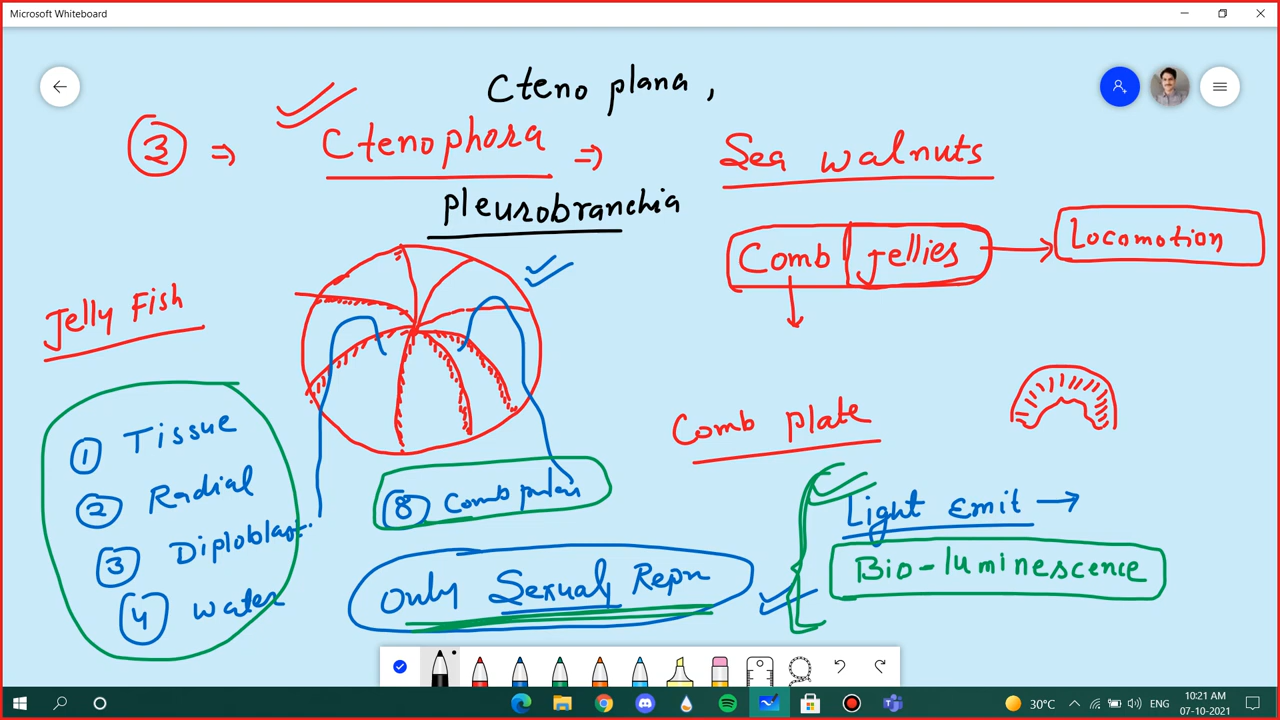 Microsoft Whiteboard
Cteno plana,
3 ⇒ Ctenophora ⇒ Sea walnuts
Pleurobranchia
Comb jellies → Locomotion
Jelly Fish
Comb plate
① Tissue
② Radial
③ Diploblast
④ water
⑧ Comb
Light emit →
Bio-luminescence
Only Sexualy Repn
30°C
ENG
10:21 AM
07-10-2021